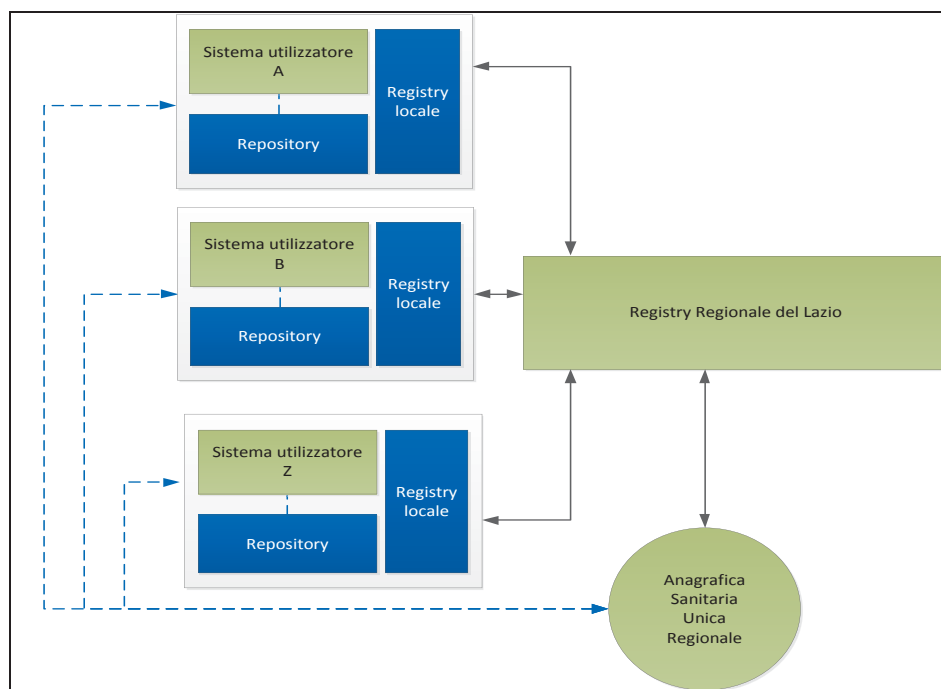 Sistema utilizzatore
A
Repository
Registry
locale
Sistema utilizzatore
B
Repository
Registry
locale
Registry Regionale del Lazio
Sistema utilizzatore
Z
Repository
Registry
locale
Anagrafica
Sanitaria
Unica
Regionale